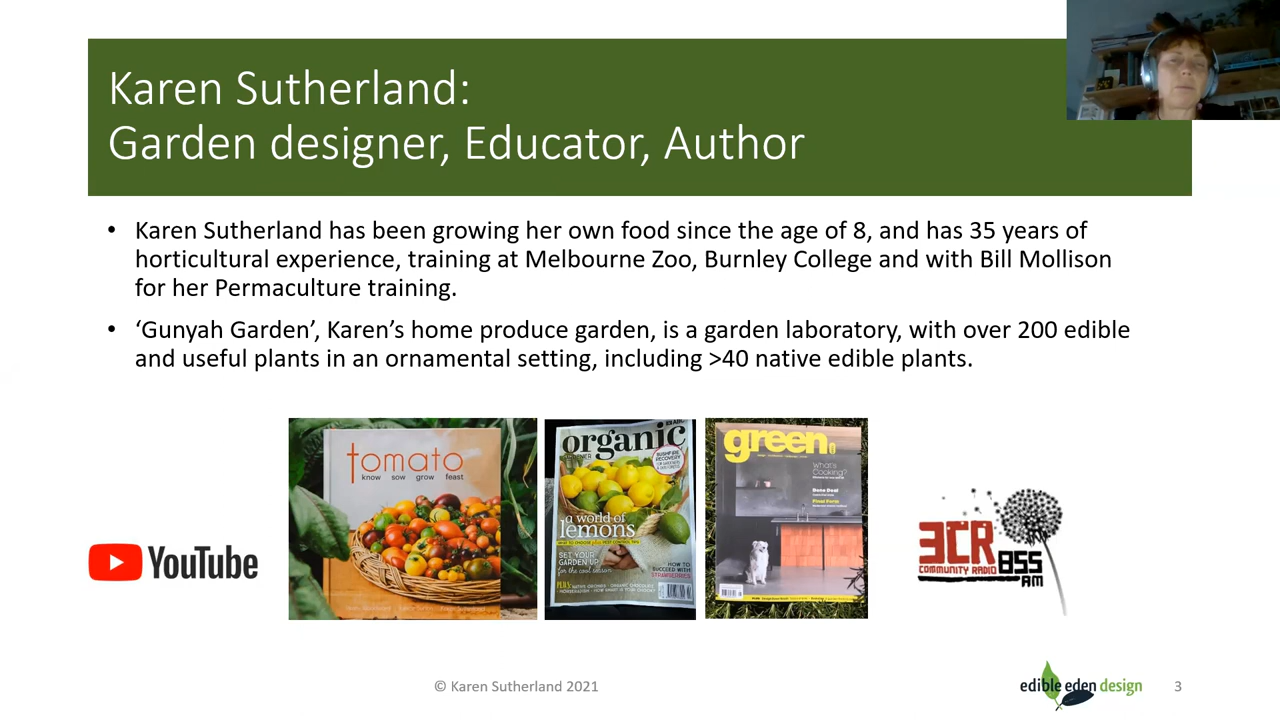 Karen Sutherland:
Garden designer, Educator, Author
• Karen Sutherland has been growing her own food since the age of 8, and has 35 years of
horticultural experience, training at Melbourne Zoo, Burnley College and with Bill Mollison
for her Permaculture training.
• ‘Gunyah Garden’, Karen’s home produce garden, is a garden laboratory, with over 200 edible
and useful plants in an ornamental setting, including >40 native edible plants.
YouTube
tomato
know sow grow feast
organic
a world of
lemons
SET YOUR
GARDEN UP
for the cool season
HOW TO
SUCCEED WITH
STRAWBERRIES
green
What's
Cooking?
3CR
COMMUNITY RADIO 855
AM
© Karen Sutherland 2021
edible eden design
3